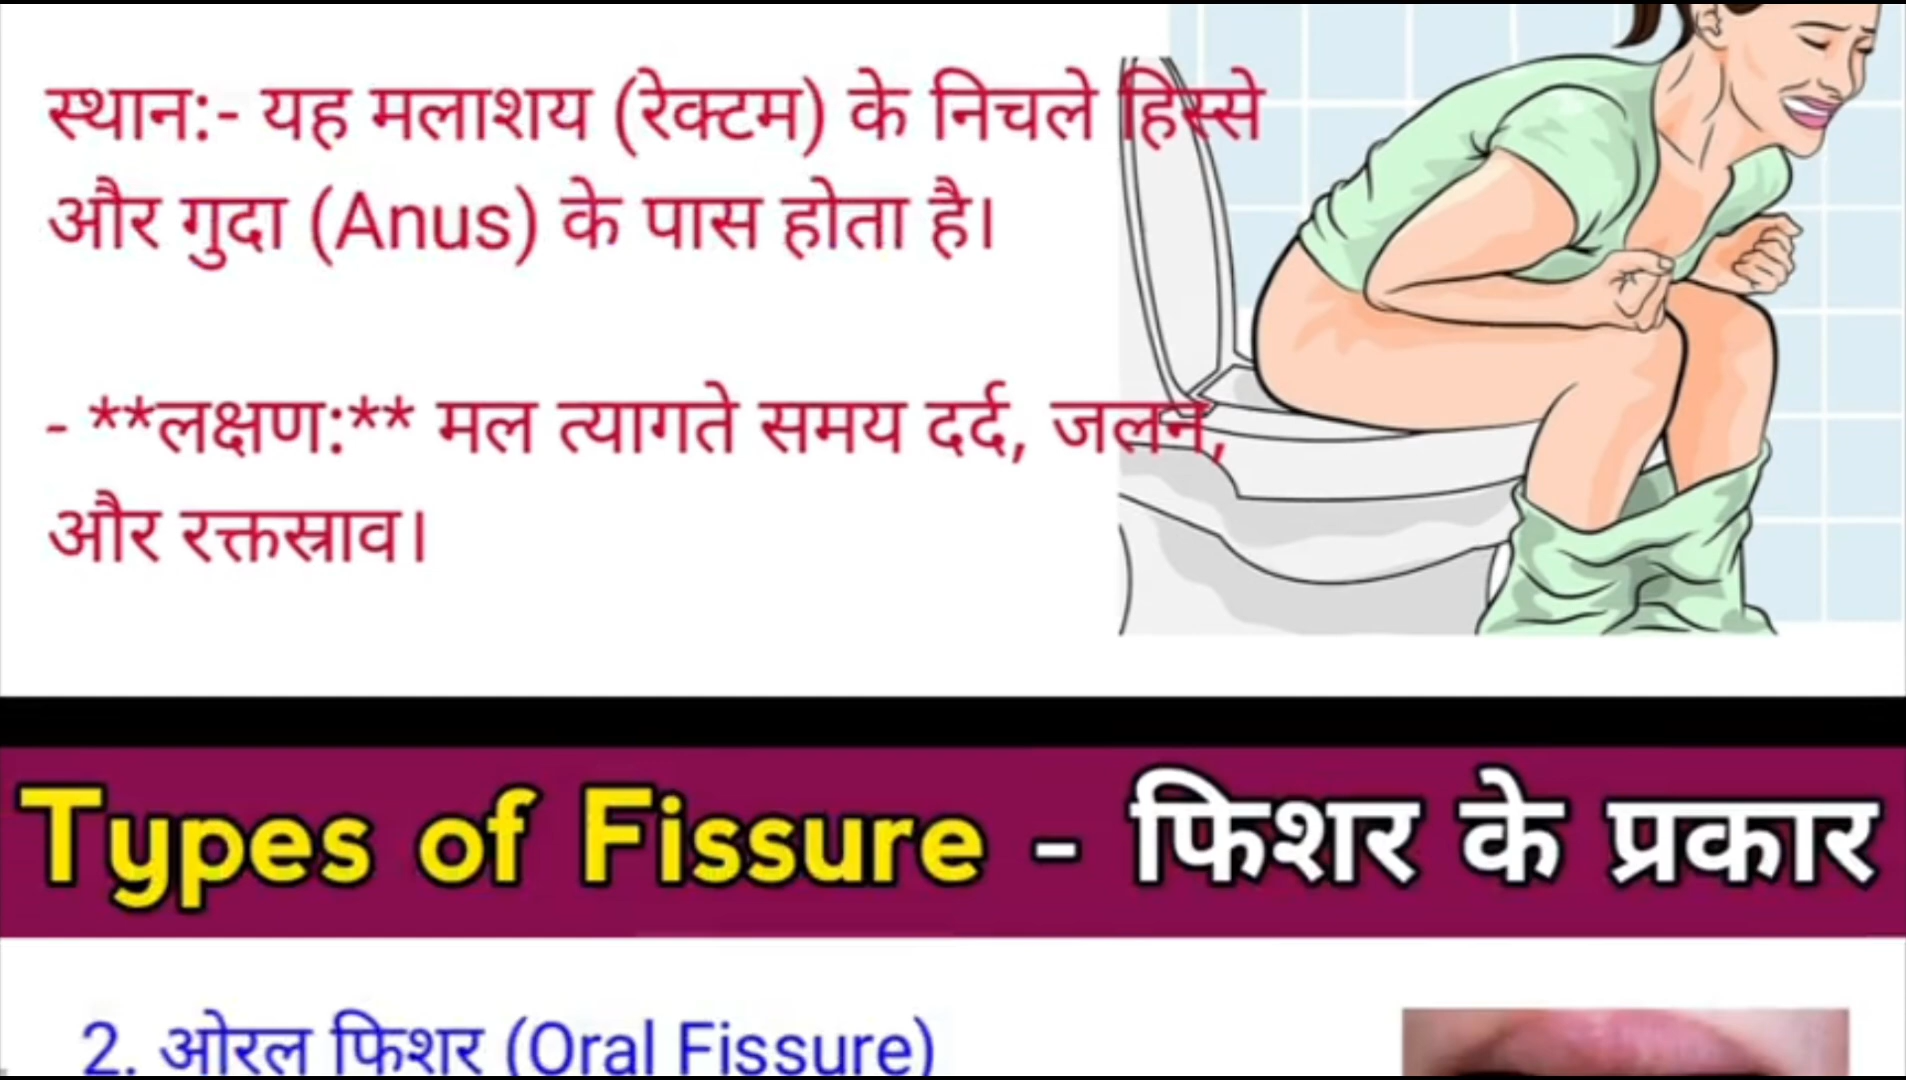 स्थान:- यह मलाशय (रेक्टम) के निचले हिस्से
और गुदा (Anus) के पास होता है।
- **लक्षण:** मल त्यागते समय दर्द, जलन,
और रक्तस्राव।
Types of Fissure - फिशर के प्रकार
2. ओरल फिशर (Oral Fissure)